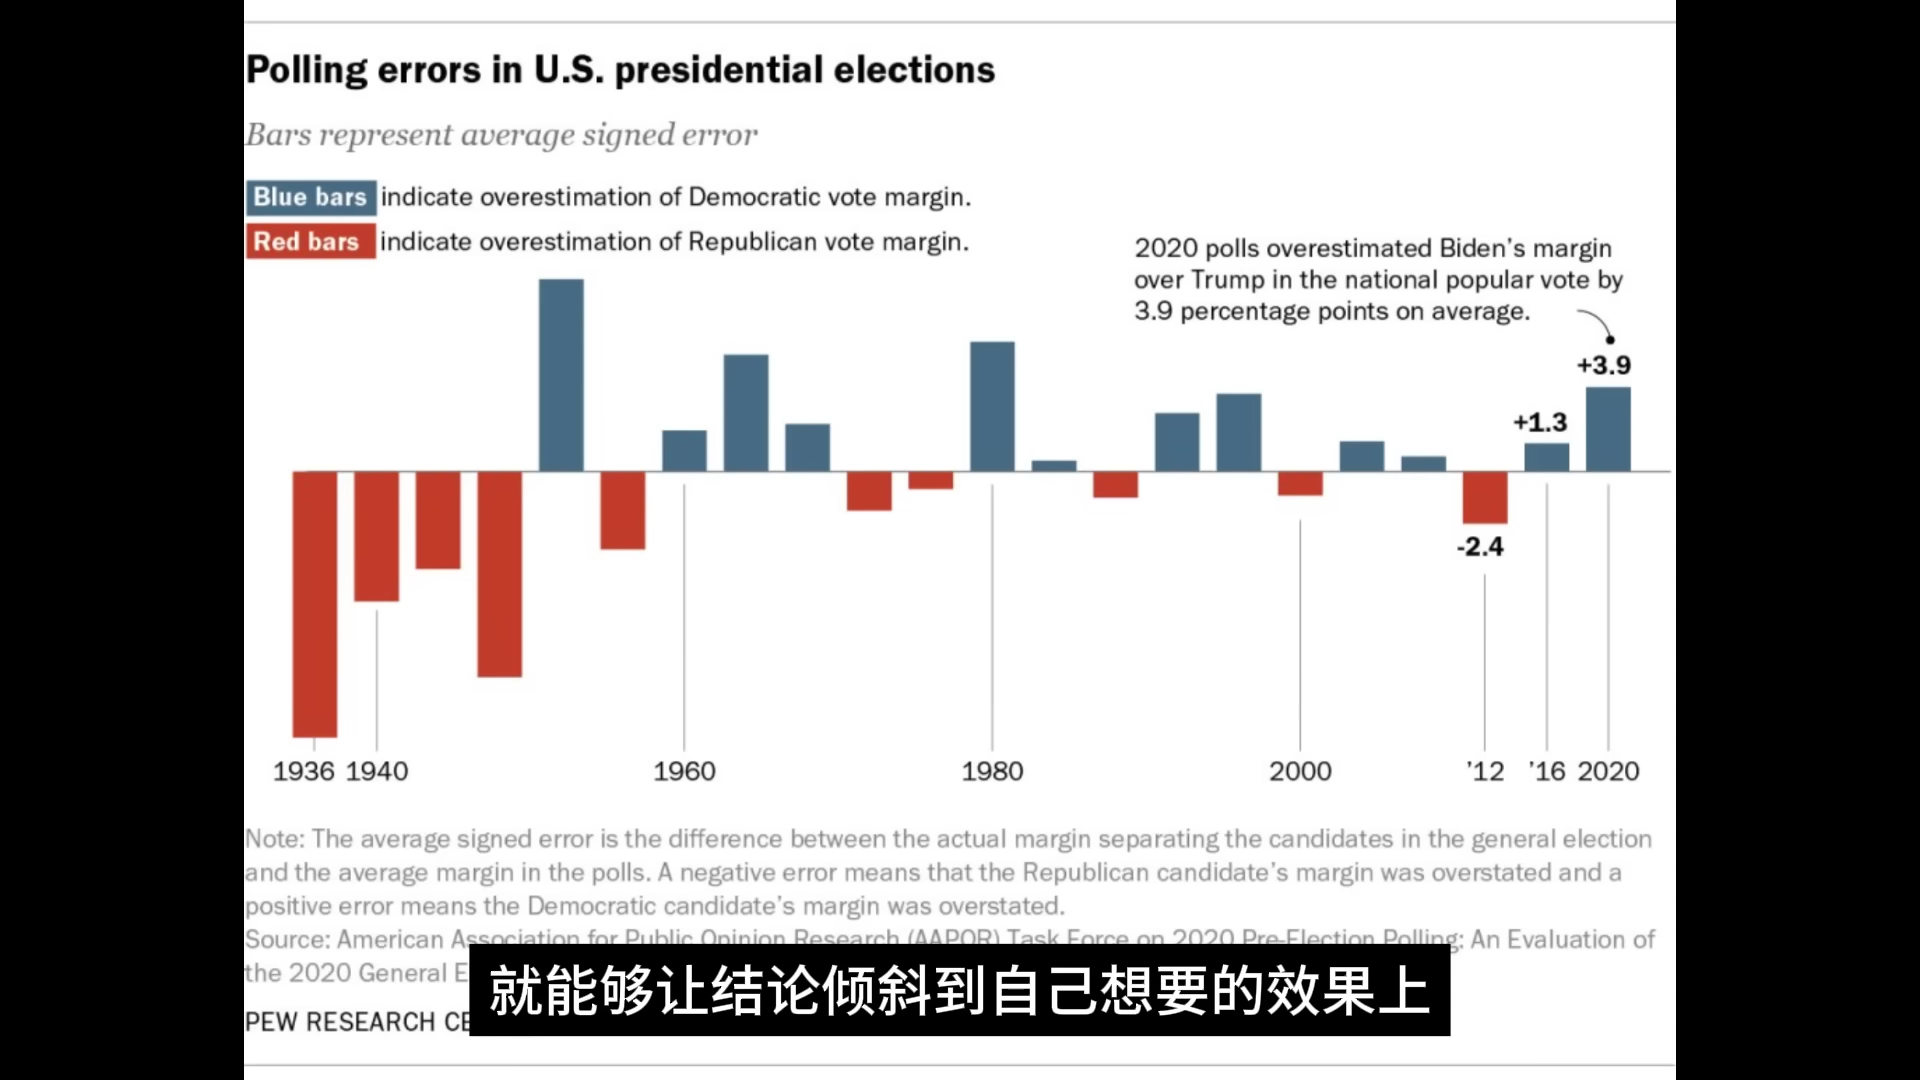 Polling errors in U.S. presidential elections
Bars represent average signed error
Blue bars indicate overestimation of Democratic vote margin.
Red bars indicate overestimation of Republican vote margin.
2020 polls overestimated Biden's margin
over Trump in the national popular vote by
3.9 percentage points on average.
+3.9
+1.3
-2.4
1936 1940 1960 1980 2000 '12 '16 2020
Note: The average signed error is the difference between the actual margin separating the candidates in the general election
and the average margin in the polls. A negative error means that the Republican candidate's margin was overstated and a
positive error means the Democratic candidate's margin was overstated.
Source: American Association for Public Opinion Research (AAPOR) Task Force on 2020 Pre-Election Polling: An Evaluation of
the 2020 General
PEW RESEARCH
就能够让结论倾斜到自己想要的效果上